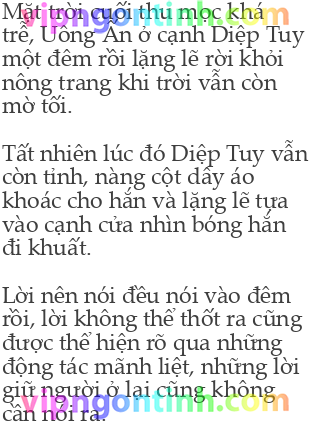 Mặt trời cuối thu mọc khá
trễ, Uông Ấn ở cạnh Diệp Tuy
một đêm rồi lặng lẽ rời khỏi
nông trang khi trời vẫn còn
mờ tối.
Tất nhiên lúc đó Diệp Tuy vẫn
còn tỉnh, nàng cột dây áo
khoác cho hắn và lặng lẽ tựa
vào cạnh cửa nhìn bóng hắn
đi khuất.
Lời nên nói đều nói vào đêm
rồi, lời không thể thốt ra cũng
được thể hiện rõ qua những
động tác mãnh liệt, những lời
giữ người ở lại cũng không
cần nói ra.
vipngontinh.com
vipngontinh.com